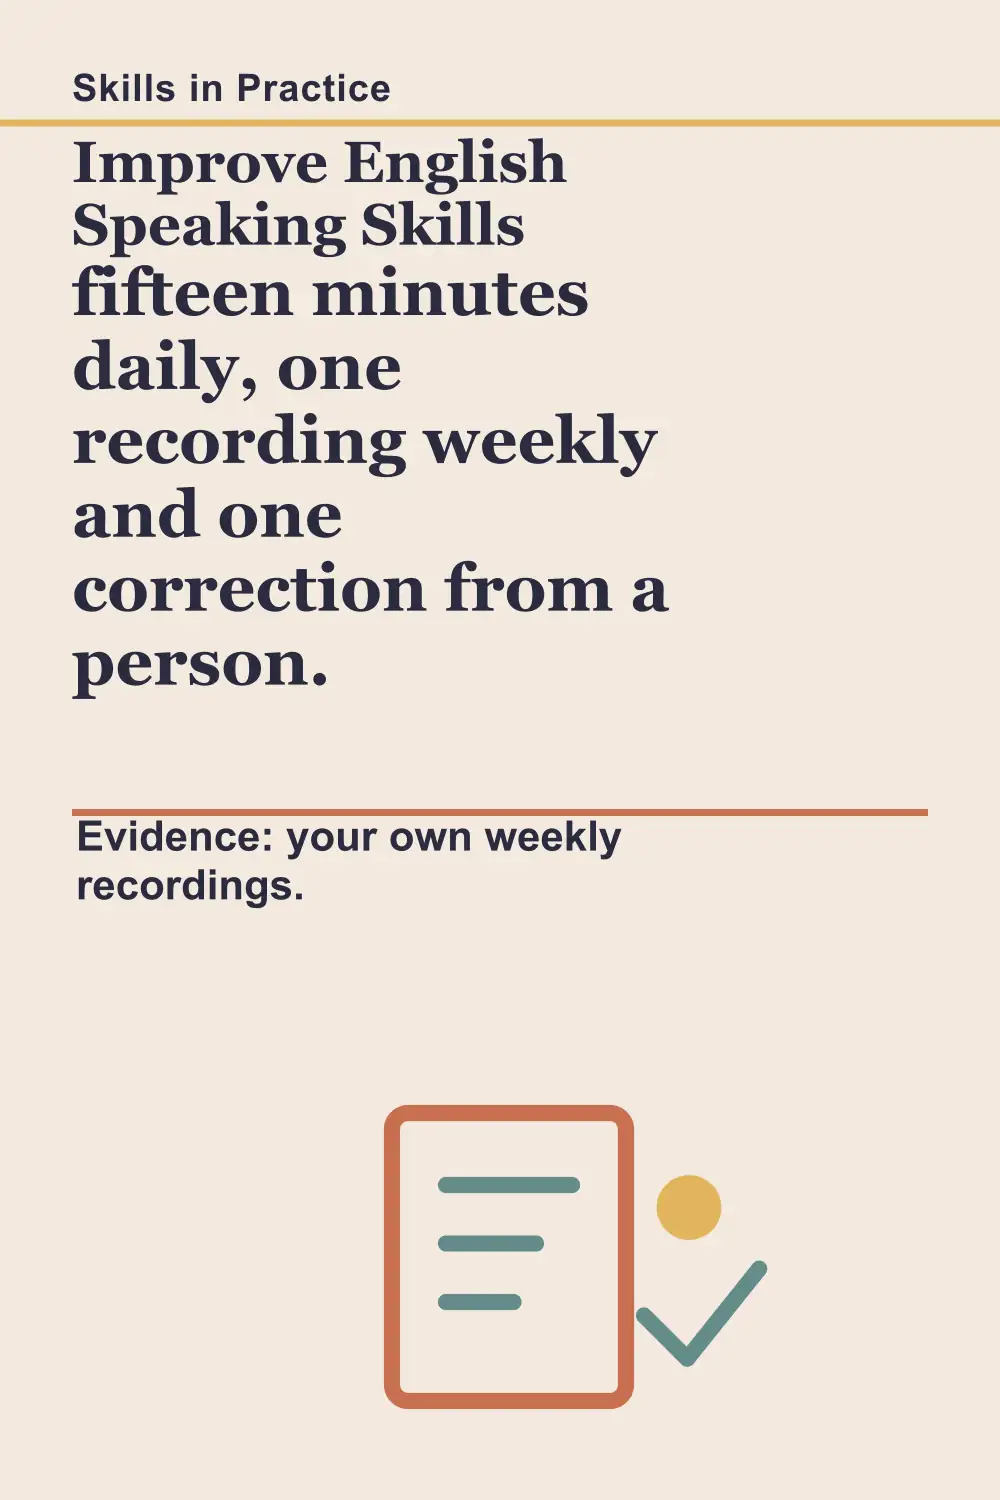 Skills in Practice
Improve English
Speaking Skills
fifteen minutes
daily, one
recording weekly
and one
correction from a
person.
Evidence: your own weekly
recordings.